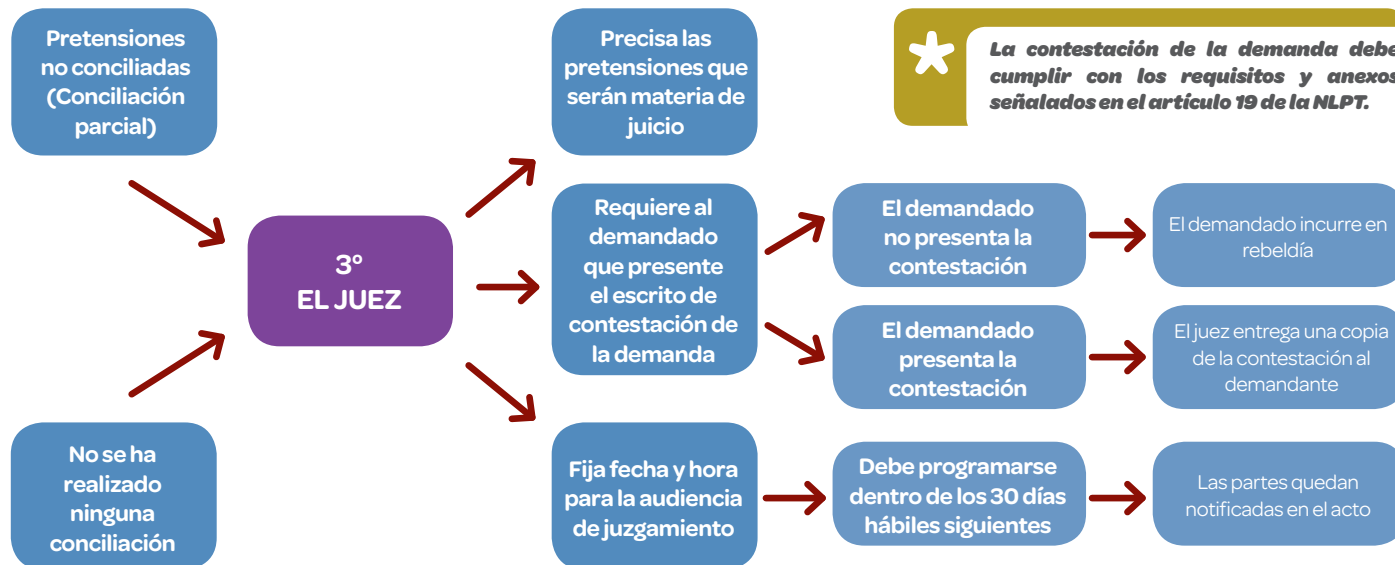 Pretensiones
no conciliadas
(Conciliación
parcial)
No se ha
realizado
ninguna
conciliación
3º
EL JUEZ
Precisa las
pretensiones que
serán materia de
juicio
Requiere al
demandado
que presente
el escrito de
contestación de
la demanda
Fija fecha y hora
para la audiencia
de juzgamiento
La contestación de la demanda debe
cumplir con los requisitos y anexos
señalados en el artículo 19 de la NLPT.
El demandado
no presenta la
contestación
El demandado incurre en
rebeldía
El demandado
presenta la
contestación
El juez entrega una copia
de la contestación al
demandante
Debe programarse
dentro de los 30 días
hábiles siguientes
Las partes quedan
notificadas en el acto